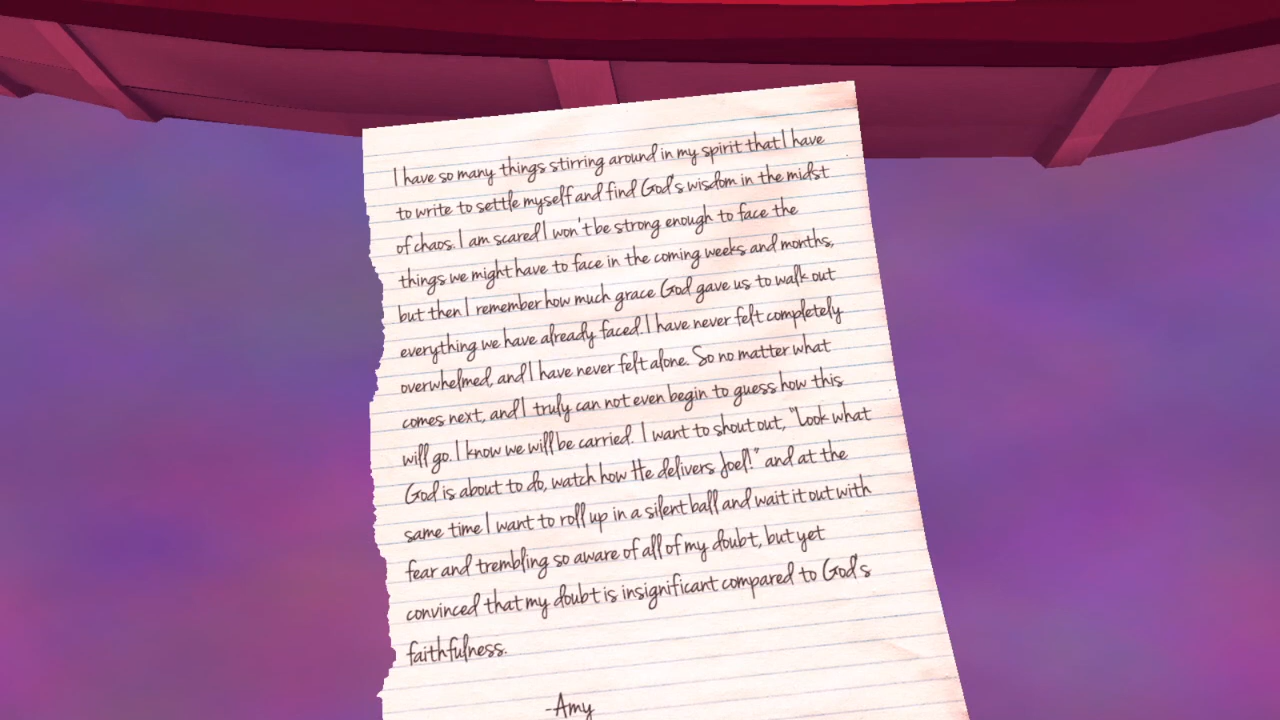 I have so many things stirring around in my spirit that I have
to write to settle myself and find God's wisdom in the midst
of chaos. I am scared I won't be strong enough to face the
things we might have to face in the coming weeks and months,
but then I remember how much grace God gave us to walk out
everything we have already faced. I have never felt completely
overwhelmed, and I have never felt alone. So no matter what
comes next, and I truly can not even begin to guess how this
will go. I know we will be carried. I want to shout out, "Look what
God is about to do, watch how He delivers Joel!" and at the
same time I want to roll up in a silent ball and wait it out with
fear and trembling so aware of all of my doubt, but yet
convinced that my doubt is insignificant compared to God's
faithfulness.
-Amy